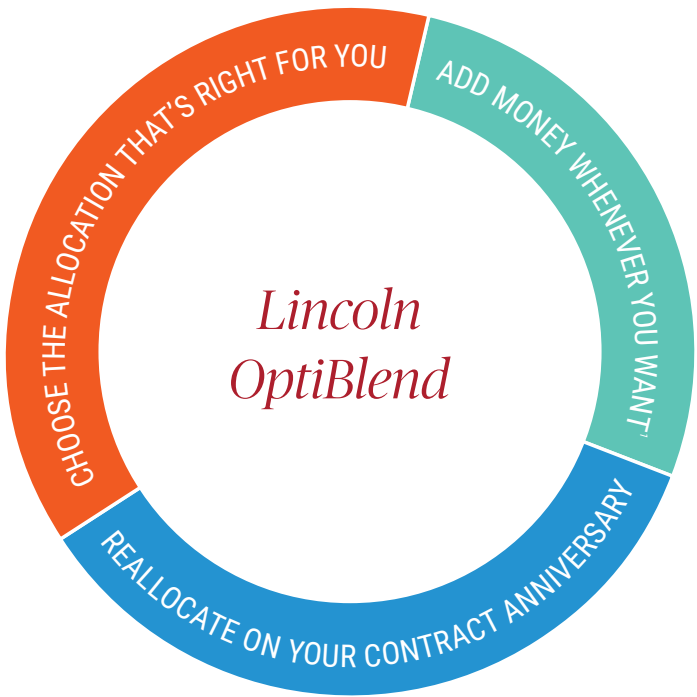 CHOOSE THE ALLOCATION THAT'S RIGHT FOR YOU
ADD MONEY WHENEVER YOU WANT¹
REALLOCATE ON YOUR CONTRACT ANNIVERSARY
Lincoln
OptiBlend